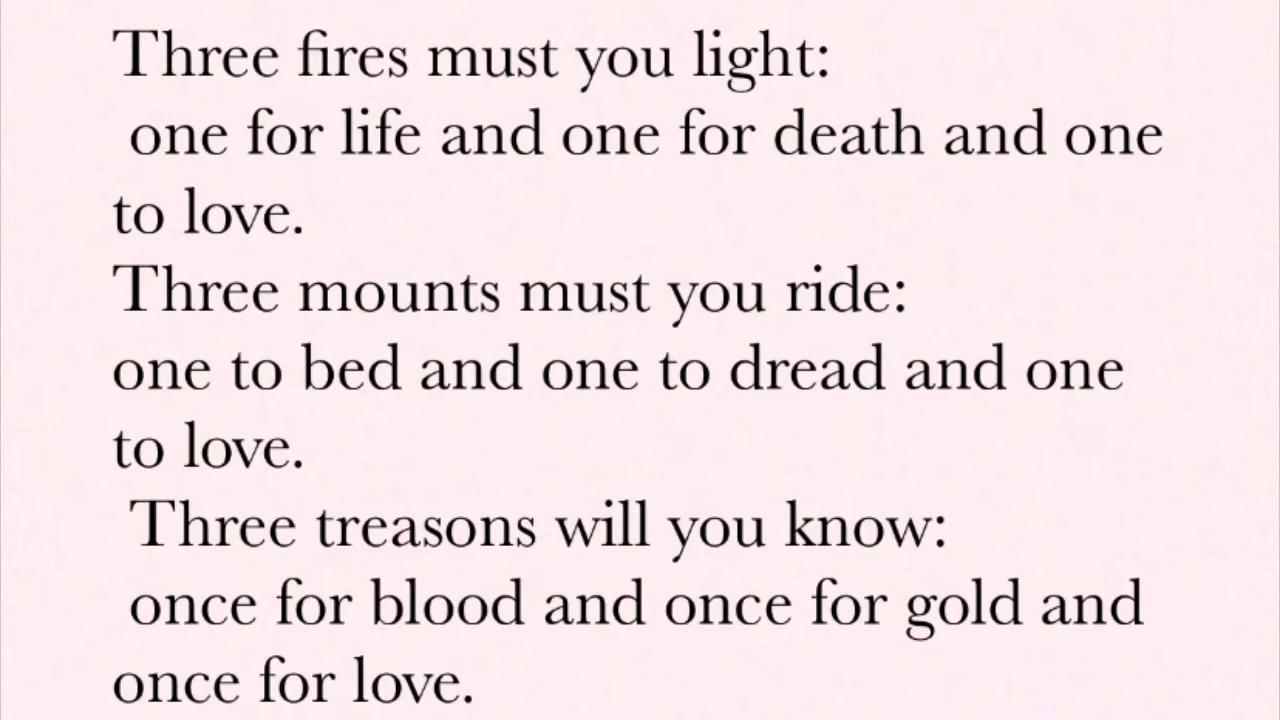 Three fires must you light:
one for life and one for death and one
to love.
Three mounts must you ride:
one to bed and one to dread and one
to love.
Three treasons will you know:
once for blood and once for gold and
once for love.